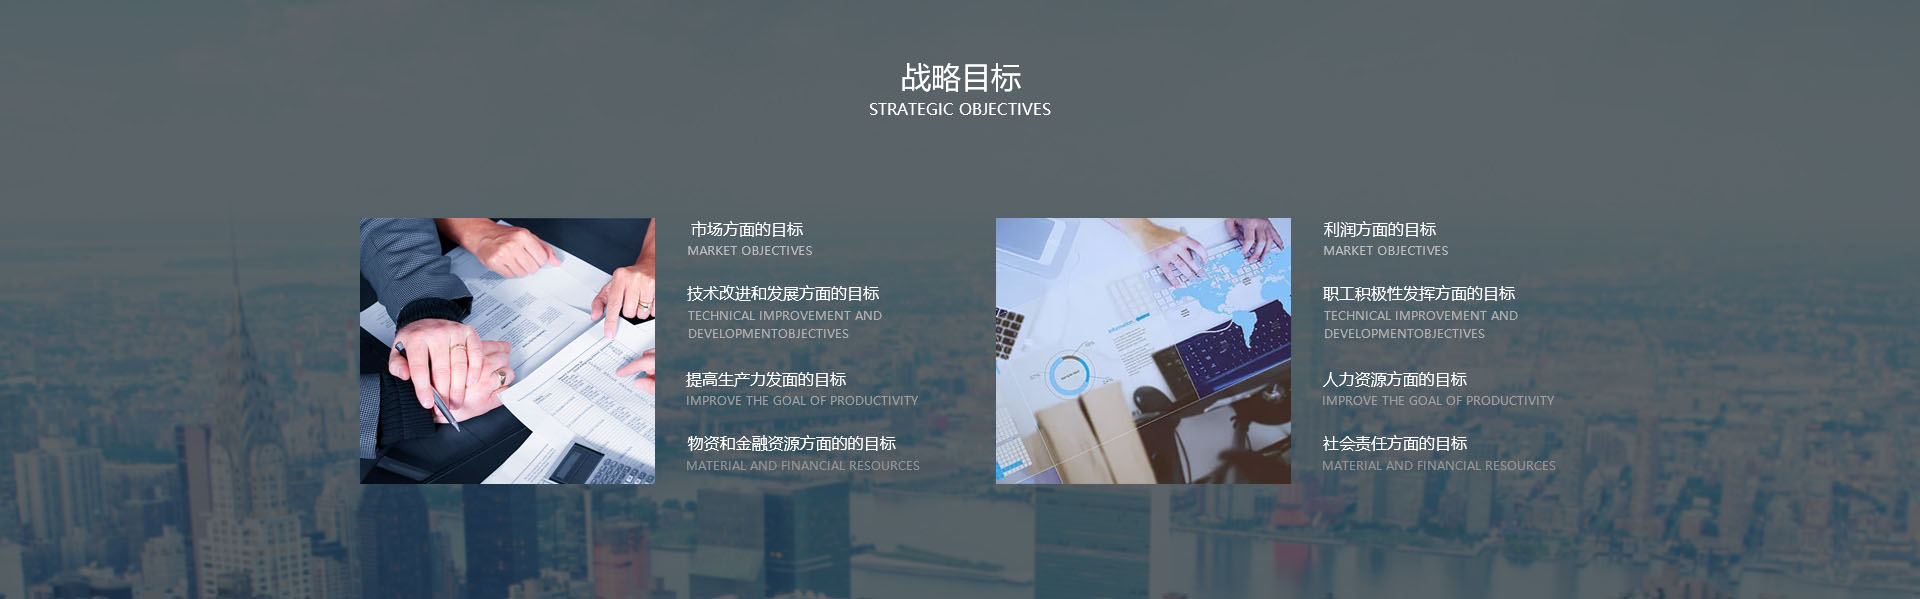 战略目标
STRATEGIC OBJECTIVES
市场方面的目标
MARKET OBJECTIVES
技术改进和发展方面的目标
TECHNICAL IMPROVEMENT AND
DEVELOPMENTOBJECTIVES
提高生产力发面的目标
IMPROVE THE GOAL OF PRODUCTIVITY
物资和金融资源方面的的目标
MATERIAL AND FINANCIAL RESOURCES
利润方面的目标
MARKET OBJECTIVES
职工积极性发挥方面的目标
TECHNICAL IMPROVEMENT AND
DEVELOPMENTOBJECTIVES
人力资源方面的目标
IMPROVE THE GOAL OF PRODUCTIVITY
社会责任方面的目标
MATERIAL AND FINANCIAL RESOURCES